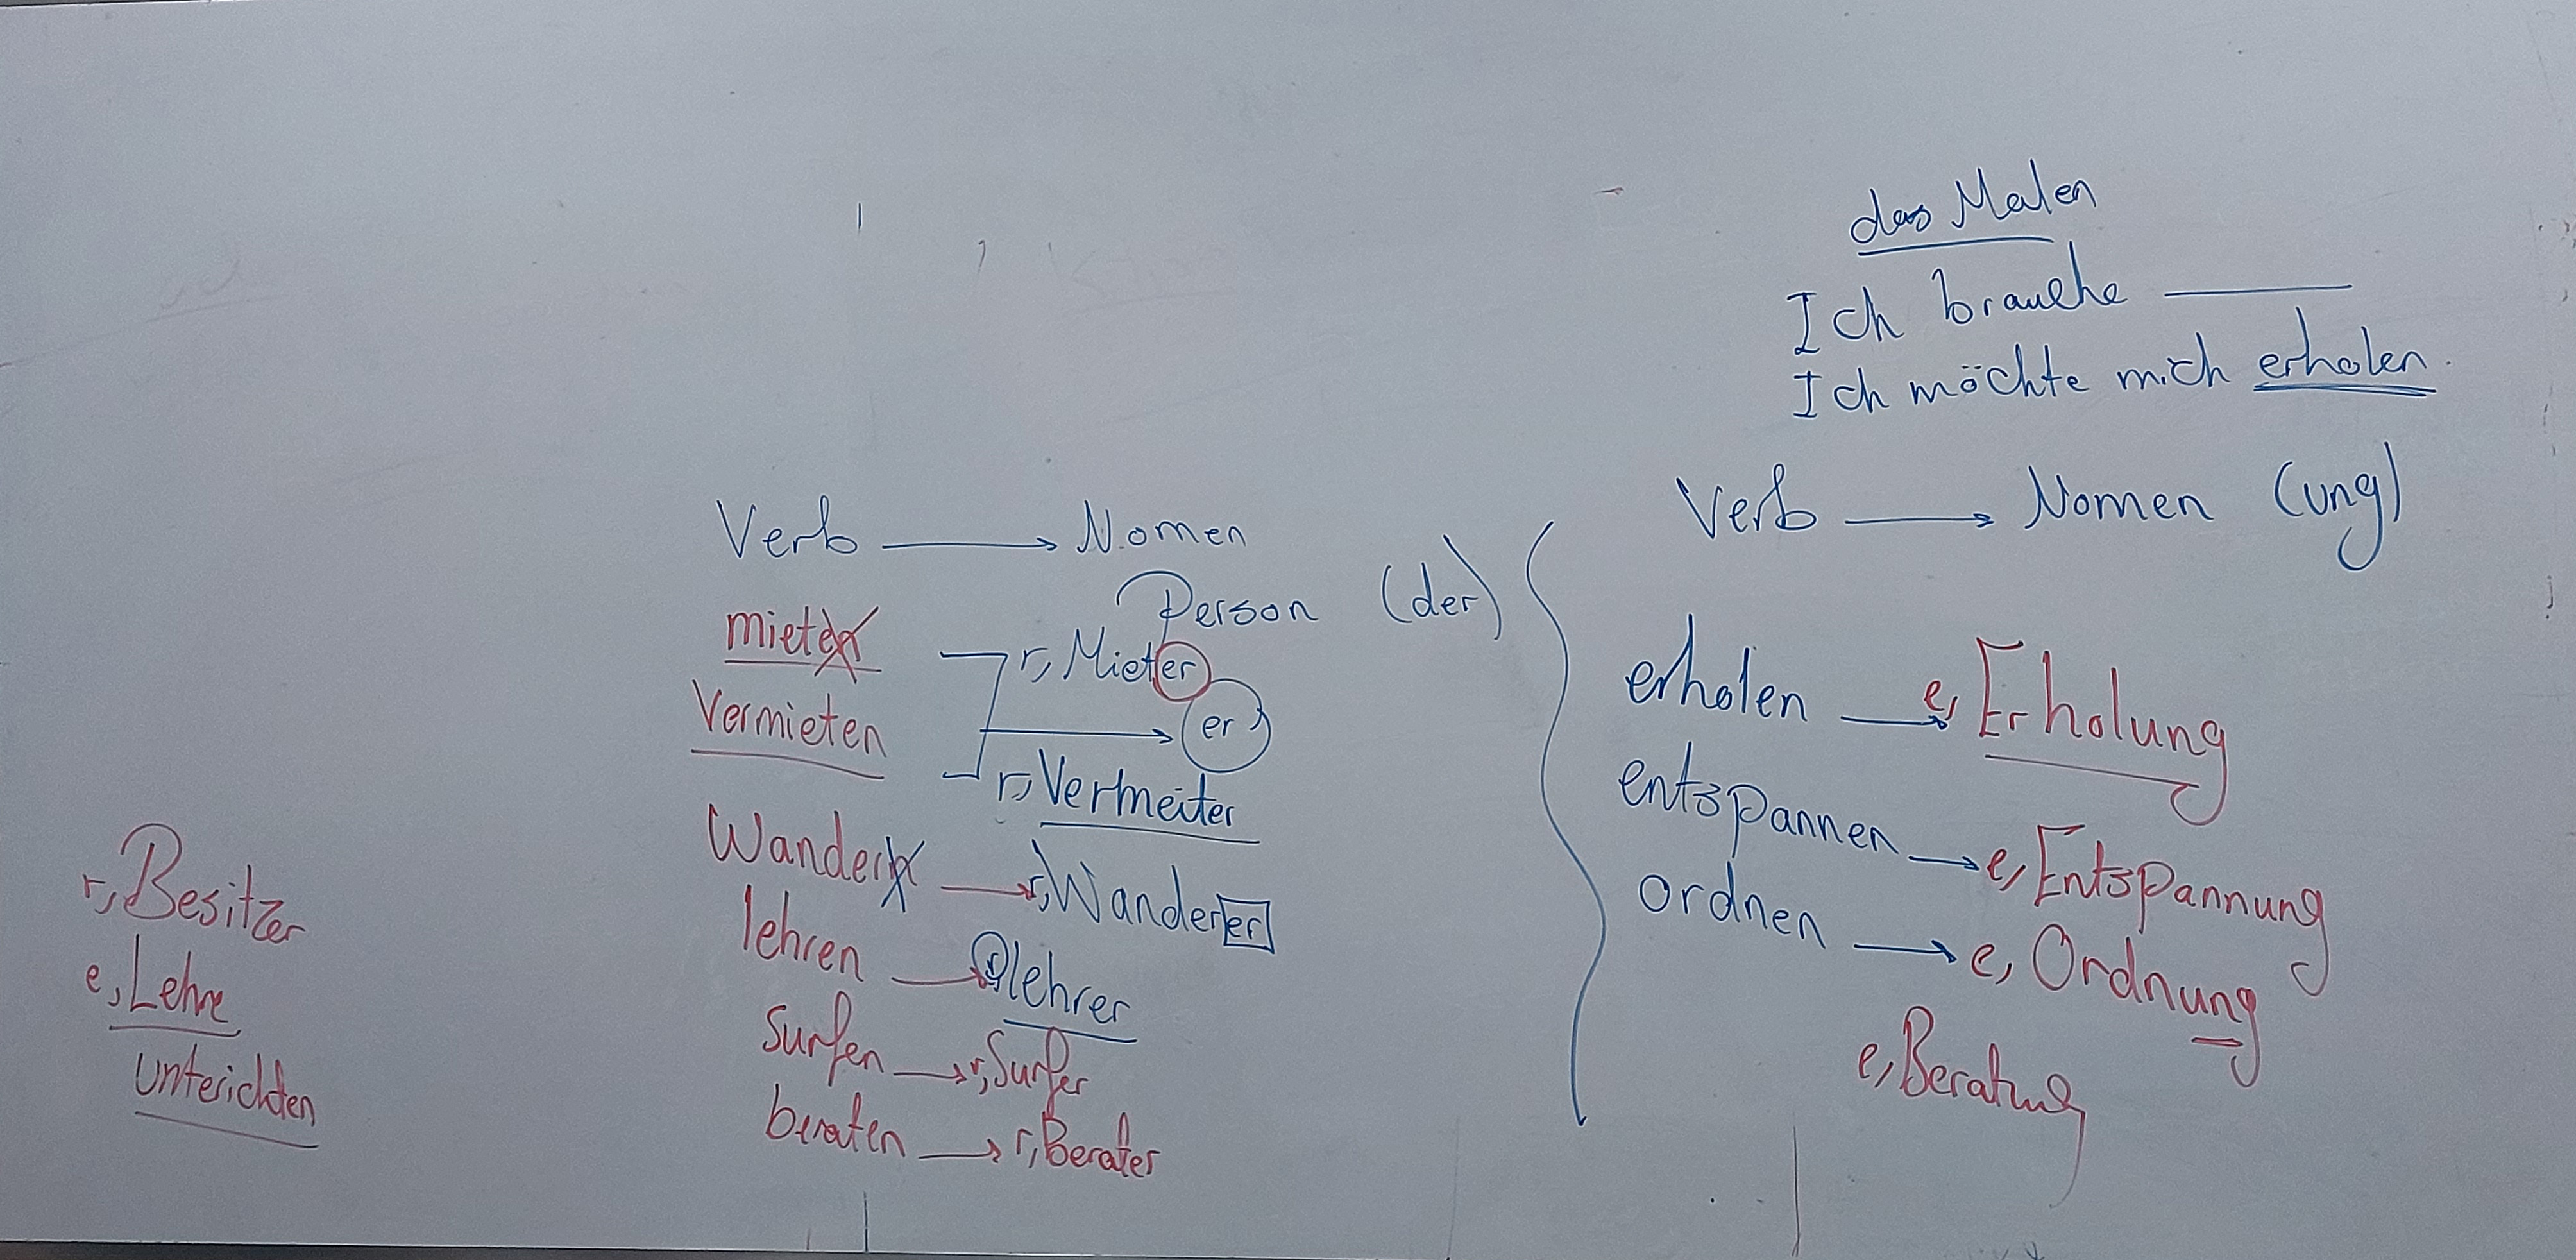 r, Besitzer
e, Lehre
unterichten
Verb → Nomen
Person (der)
mieten
r, Mieter
Vermieten
er
r, Vermeiter
Wandern → r, Wanderer
lehren → r lehrer
surfen → r, Surfer
beraten → r, Berater
das Malen
Ich brauche ———
Ich möchte mich erholen.
Verb → Nomen (ung)
erholen → e, Erholung
entspannen → e, Entspannung
ordnen → e, Ordnung
e, Beratung